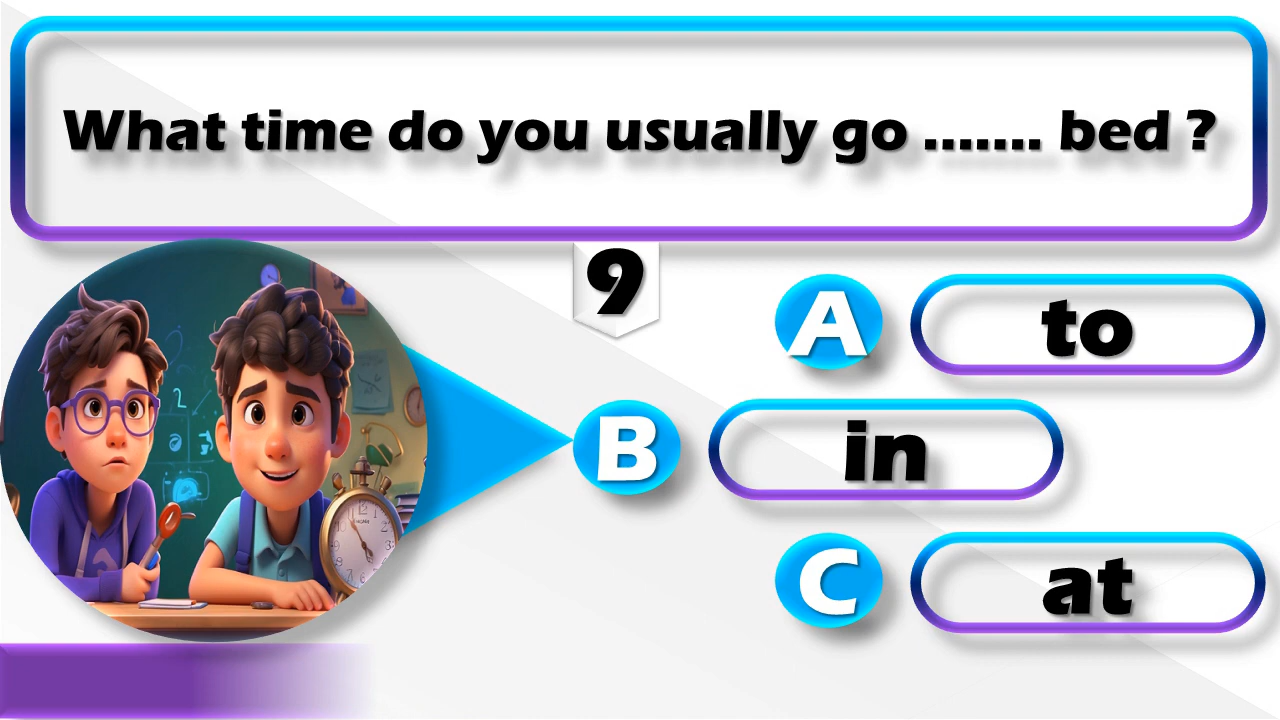 What time do you usually go ....... bed ?
9
A to
B in
C at